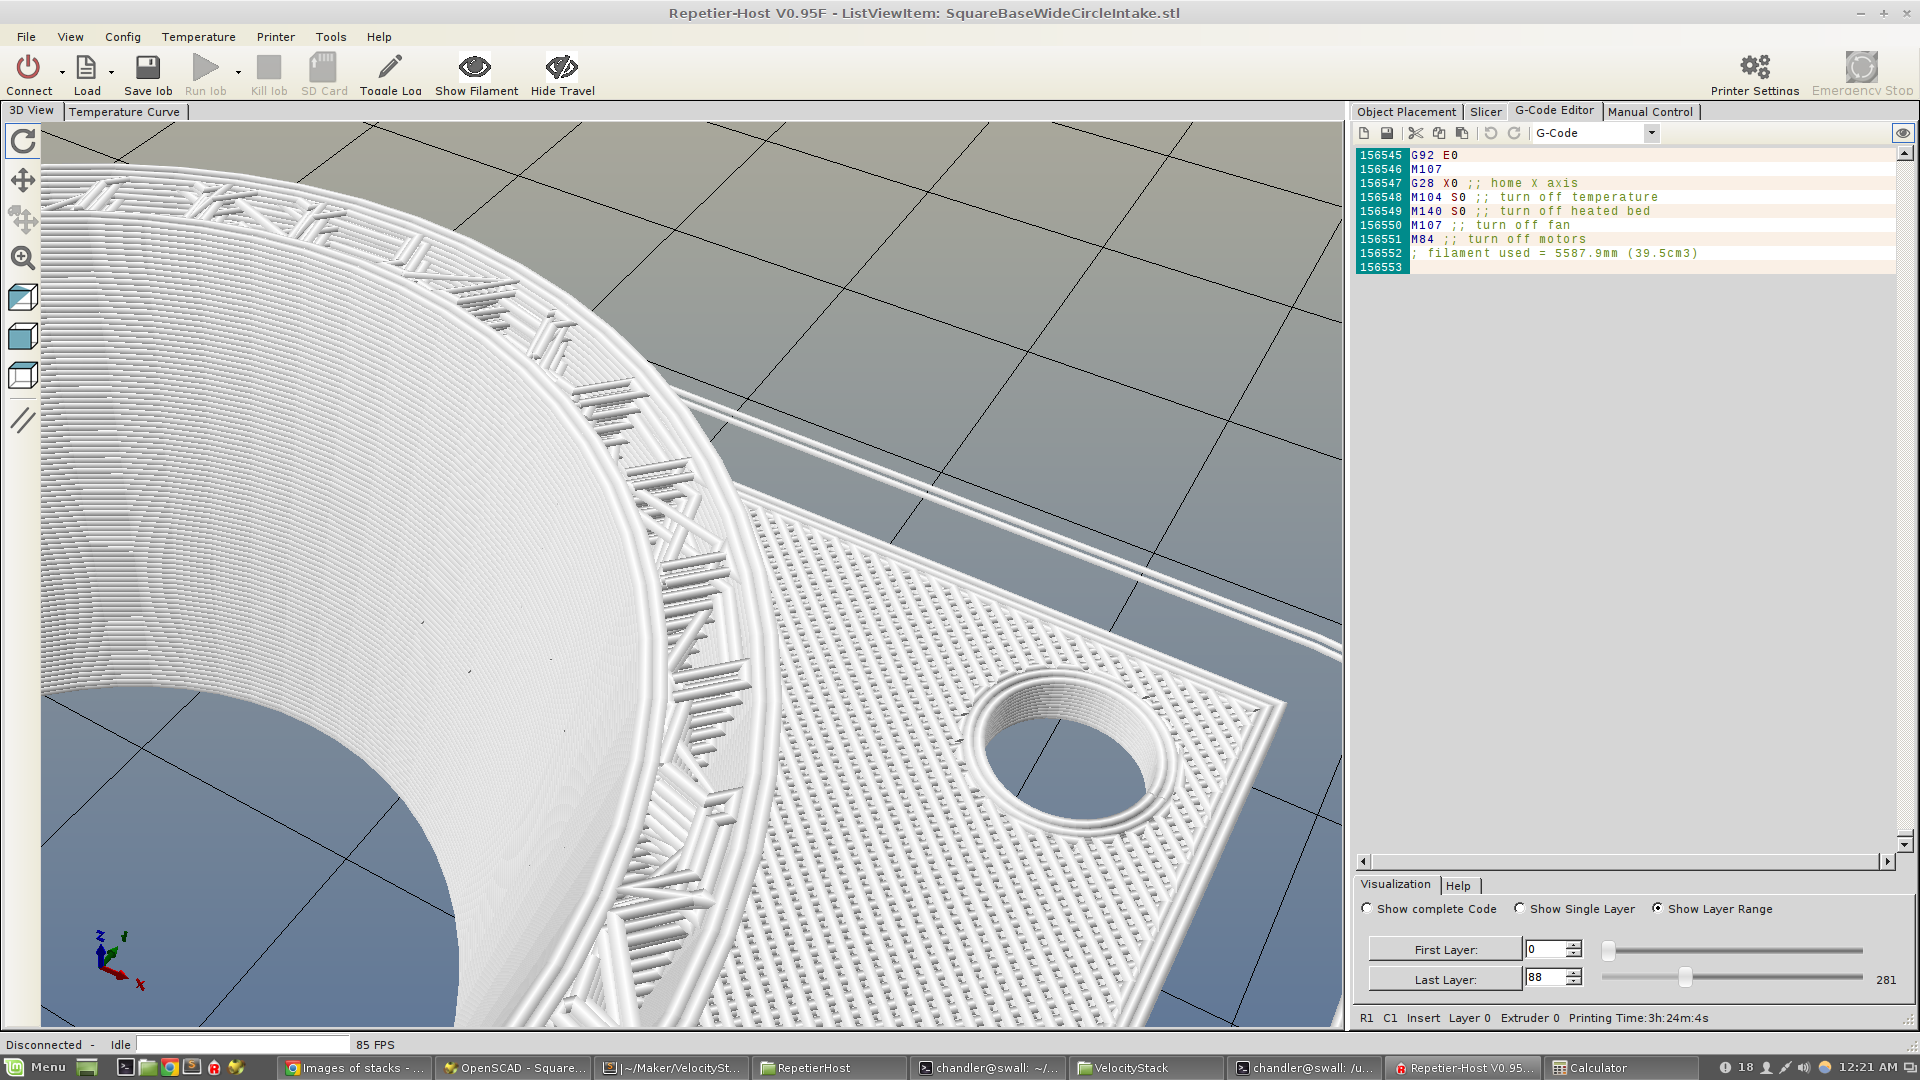 Repetier-Host V0.95F - ListViewItem: SquareBaseWideCircleIntake.stl
File View Config Temperature Printer Tools Help
Connect Load Save Job Run Job Kill Job SD Card Toggle Log Show Filament Hide Travel Printer Settings Emergency Stop
3D View Temperature Curve
Object Placement Slicer G-Code Editor Manual Control
G-Code
156545 G92 E0
156546 M107
156547 G28 X0 ;; home X axis
156548 M104 S0 ;; turn off temperature
156549 M140 S0 ;; turn off heated bed
156550 M107 ;; turn off fan
156551 M84 ;; turn off motors
156552 ; filament used = 5587.9mm (39.5cm3)
156553
Visualization Help
Show complete Code Show Single Layer Show Layer Range
First Layer: 0
Last Layer: 88 281
Z Y X
R1 C1 Insert Layer 0 Extruder 0 Printing Time:3h:24m:4s
Disconnected - Idle 85 FPS
Menu Images of stacks - ... OpenSCAD - Square... |~/Maker/VelocitySt... RepetierHost chandler@swall: ~/... VelocityStack chandler@swall: /u... Repetier-Host V0.95... Calculator 18 12:21 AM